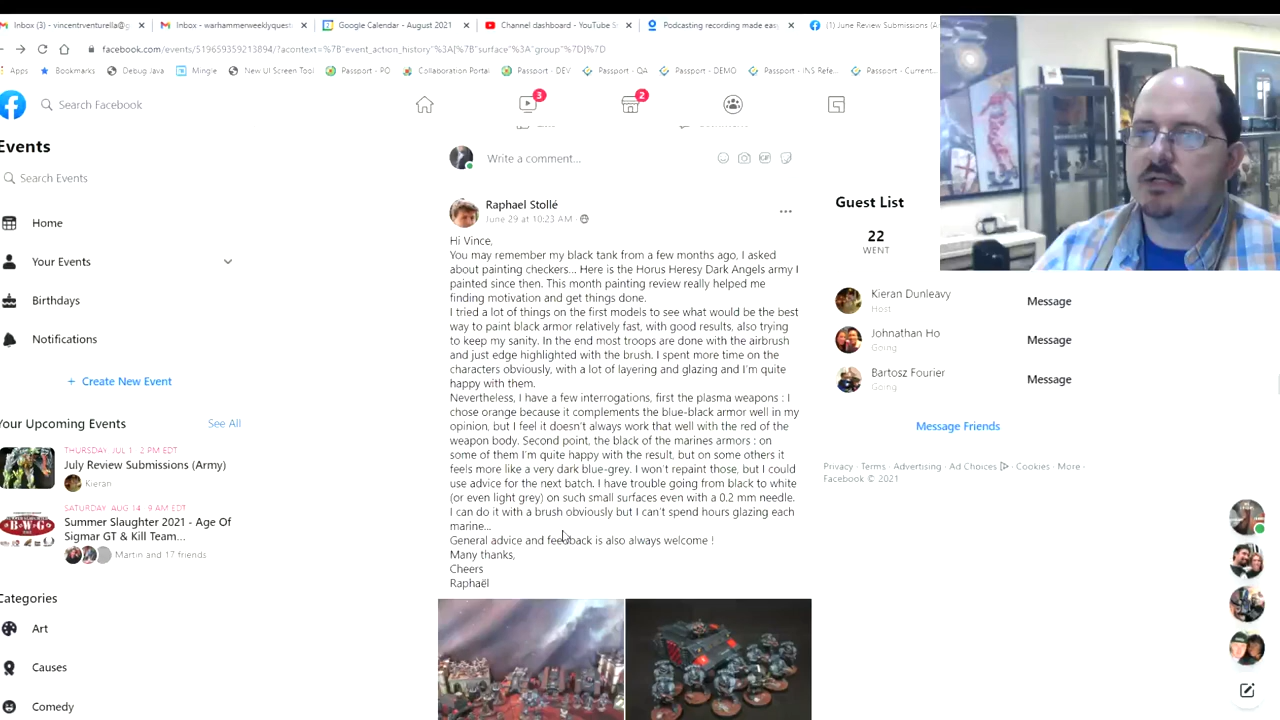 Inbox (3) - vincentrventurella@g
Inbox - warhammerweeklyquest
Google Calendar - August 2021
Channel dashboard - YouTube S
Podcasting recording made easy
(1) June Review Submissions (A
facebook.com/events/519659359213894/?acontext=%7B"event_action_history"%3A[%7B"surface"%3A"group"%7D]%7D
Apps
Bookmarks
Debug Java
Mingle
New UI Screen Tool
Passport - PO
Collaboration Portal
Passport - DEV
Passport - QA
Passport - DEMO
Passport - INS Refe...
Passport - Current...
Search Facebook
3
2
Events
Search Events
Home
Your Events
Birthdays
Notifications
+ Create New Event
Your Upcoming Events
See All
THURSDAY, JUL 1 - 2 PM EDT
July Review Submissions (Army)
Kieran
SATURDAY, AUG 14 - 9 AM EDT
Summer Slaughter 2021 - Age Of
Sigmar GT & Kill Team...
Martin and 17 friends
Categories
Art
Causes
Comedy
Write a comment...
Raphael Stollé
June 29 at 10:23 AM ·
Hi Vince,
You may remember my black tank from a few months ago, I asked
about painting checkers... Here is the Horus Heresy Dark Angels army I
painted since then. This month painting review really helped me
finding motivation and get things done.
I tried a lot of things on the first models to see what would be the best
way to paint black armor relatively fast, with good results, also trying
to keep my sanity. In the end most troops are done with the airbrush
and just edge highlighted with the brush. I spent more time on the
characters obviously, with a lot of layering and glazing and I'm quite
happy with them.
Nevertheless, I have a few interrogations, first the plasma weapons : I
chose orange because it complements the blue-black armor well in my
opinion, but I feel it doesn't always work that well with the red of the
weapon body. Second point, the black of the marines armors : on
some of them I'm quite happy with the result, but on some others it
feels more like a very dark blue-grey. I won't repaint those, but I could
use advice for the next batch. I have trouble going from black to white
(or even light grey) on such small surfaces even with a 0.2 mm needle.
I can do it with a brush obviously but I can't spend hours glazing each
marine...
General advice and feedback is also always welcome !
Many thanks,
Cheers
Raphaël
Guest List
22
WENT
Kieran Dunleavy
Host
Message
Johnathan Ho
Going
Message
Bartosz Fourier
Going
Message
Message Friends
Privacy · Terms · Advertising · Ad Choices · Cookies · More ·
Facebook © 2021